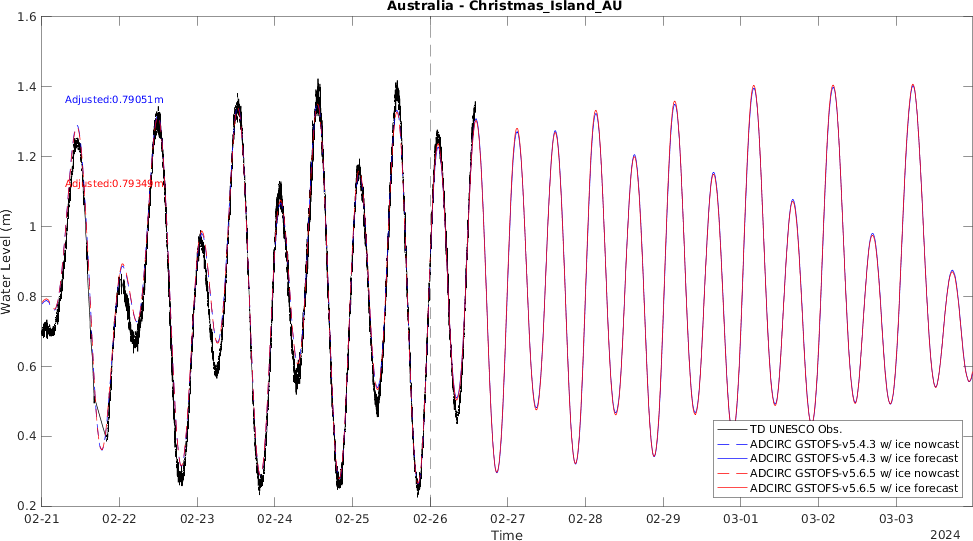 Australia - Christmas_Island_AU
1.6
1.4
1.2
1
0.8
0.6
0.4
0.2
Water Level (m)
Adjusted:0.79051m
Adjusted:0.79349m
TD UNESCO Obs.
ADCIRC GSTOFS-v5.4.3 w/ ice nowcast
ADCIRC GSTOFS-v5.4.3 w/ ice forecast
ADCIRC GSTOFS-v5.6.5 w/ ice nowcast
ADCIRC GSTOFS-v5.6.5 w/ ice forecast
02-21 02-22 02-23 02-24 02-25 02-26 02-27 02-28 02-29 03-01 03-02 03-03
Time
2024